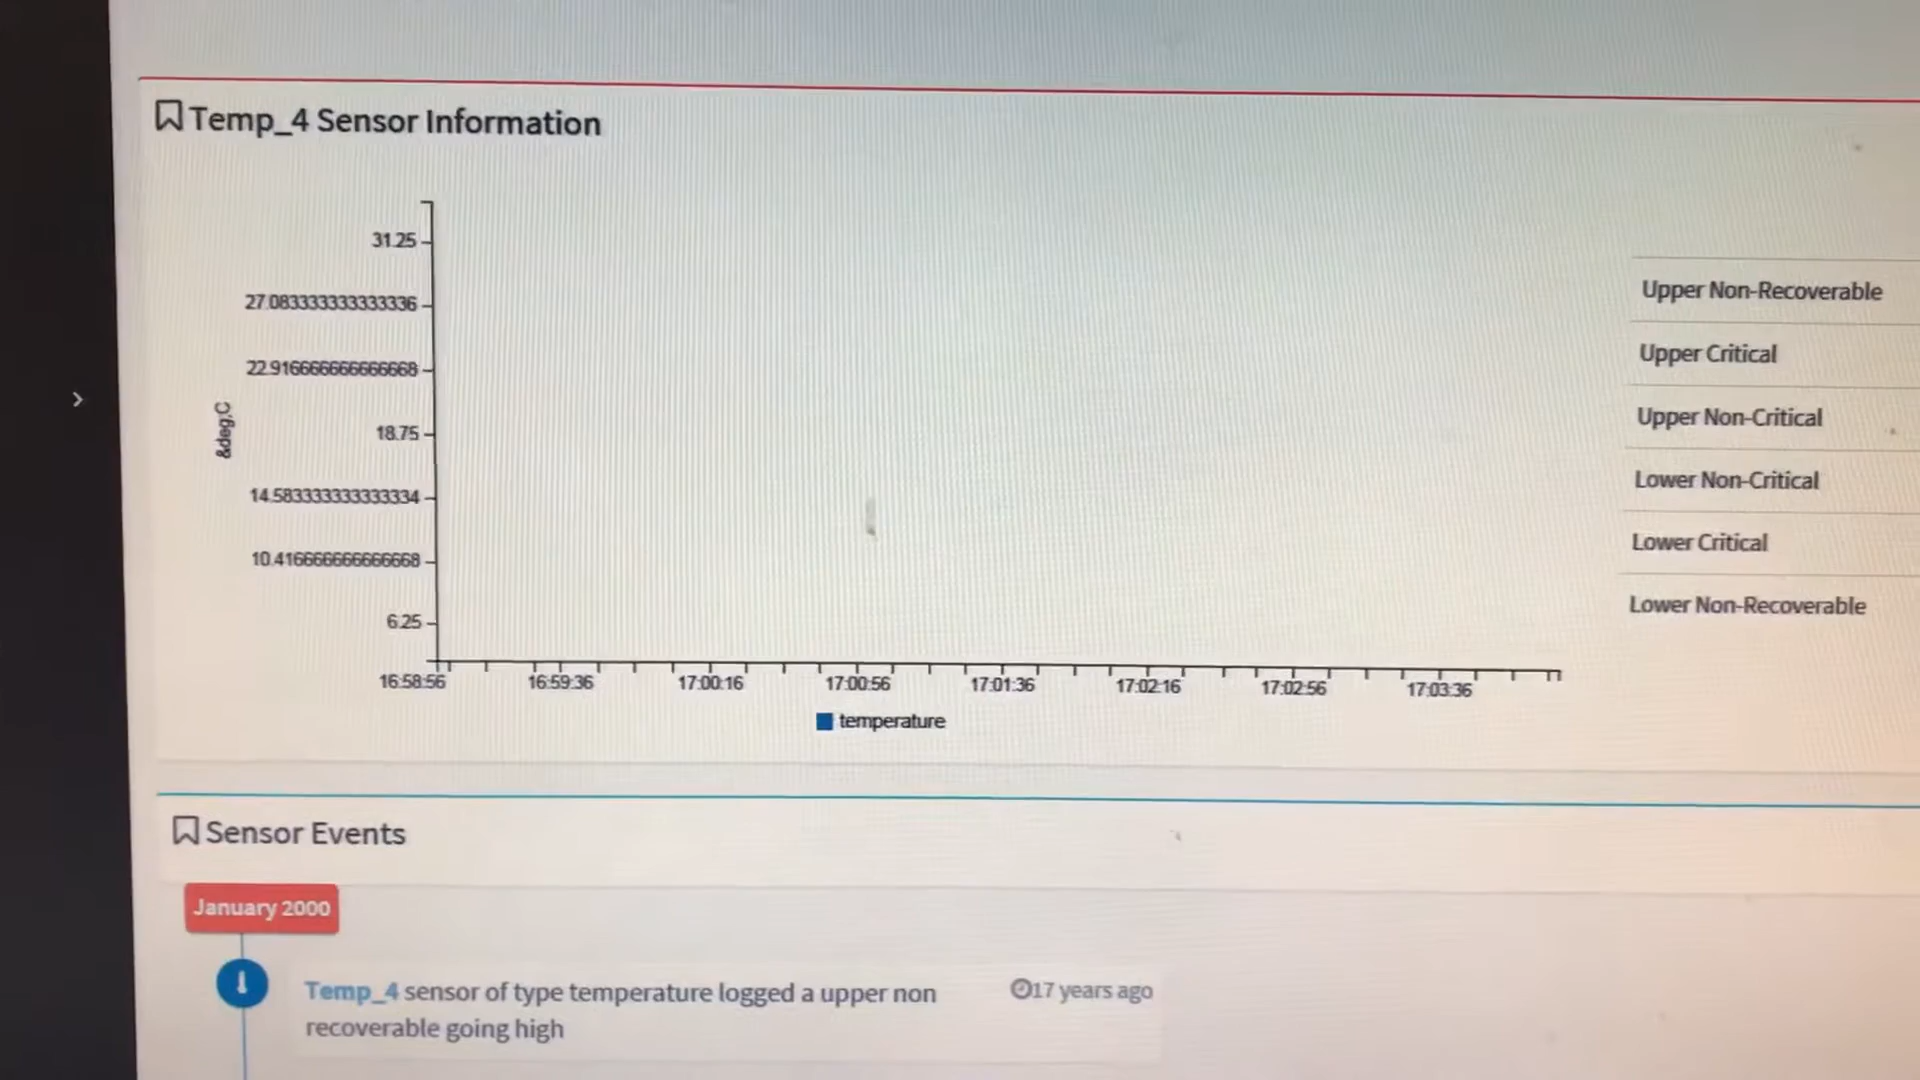 Temp_4 Sensor Information
31.25
27.083333333333336
22.916666666666668
18.75
14.583333333333334
10.416666666666668
6.25
&deg;C
16:58:56 16:59:36 17:00:16 17:00:56 17:01:36 17:02:16 17:02:56 17:03:36
temperature
Upper Non-Recoverable
Upper Critical
Upper Non-Critical
Lower Non-Critical
Lower Critical
Lower Non-Recoverable
Sensor Events
January 2000
Temp_4 sensor of type temperature logged a upper non
recoverable going high
17 years ago